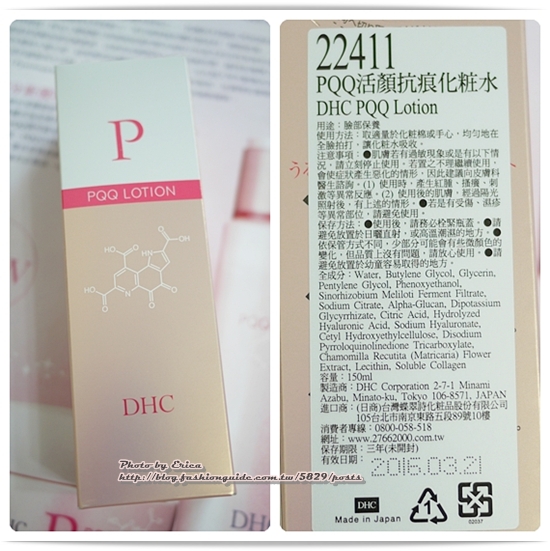 P
PQQ LOTION
HN
OH
HO
O
OH
N
O
O
DHC
Photo by Erica
http://blog.fashionguide.com.tw/5829/posts
22411
PQQ活顏抗痕化粧水
DHC PQQ Lotion
用途：臉部保養
使用方法：取適量於化粧棉或手心，均勻地在
全臉拍打，讓化粧水吸收。
注意事項：●肌膚若有過敏現象或是有以下情
況，請立刻停止使用。若置之不理繼續使用，
會使症狀產生惡化的情形。因此建議向皮膚科
醫生諮詢。(1) 使用時，產生紅腫、搔癢、刺
激等異常反應。(2) 使用後的肌膚，經過陽光
照射後，有上述的情形。●若是有受傷、濕疹
等異常部位，請避免使用。
保存方法：●使用後，請務必栓緊瓶蓋。●請
避免放置於日曬直射，或高溫潮濕的地方。●
依保管方式不同，少部分可能會有些微顏色的
變化，但品質上沒有問題，請放心使用。●請
避免放置於幼童容易取得的地方。
全成分：Water, Butylene Glycol, Glycerin,
Pentylene Glycol, Phenoxyethanol,
Sinorhizobium Meliloti Ferment Filtrate,
Sodium Citrate, Alpha-Glucan, Dipotassium
Glycyrrhizate, Citric Acid, Hydrolyzed
Hyaluronic Acid, Sodium Hyaluronate,
Cetyl Hydroxyethylcellulose, Disodium
Pyrroloquinolinedione Tricarboxylate,
Chamomilla Recutita (Matricaria) Flower
Extract, Lecithin, Soluble Collagen
容量：150ml
製造商：DHC Corporation 2-7-1 Minami
Azabu, Minato-ku, Tokyo 106-8571, JAPAN
進口商：(日商)台灣蝶翠詩化粧品股份有限公司
105台北市南京東路五段89號10樓
消費者專線：0800-058-518
網址：www.27662000.com.tw
保存期限：三年(未開封)
有效日期：2016.03.21
DHC
Made in Japan
1
紙
02037